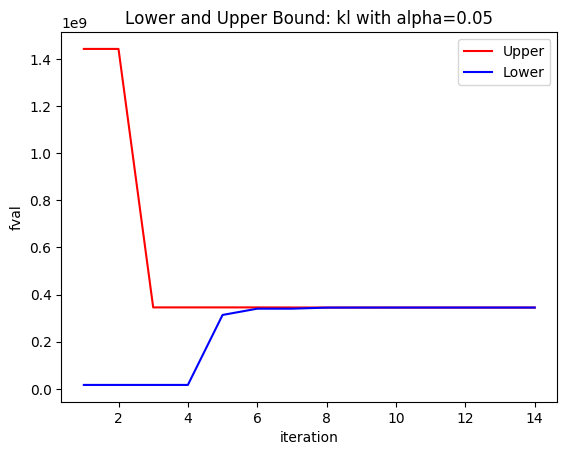 Lower and Upper Bound: kl with alpha=0.05
1e9
1.4
1.2
1.0
0.8
0.6
0.4
0.2
0.0
fval
Upper
Lower
2 4 6 8 10 12 14
iteration